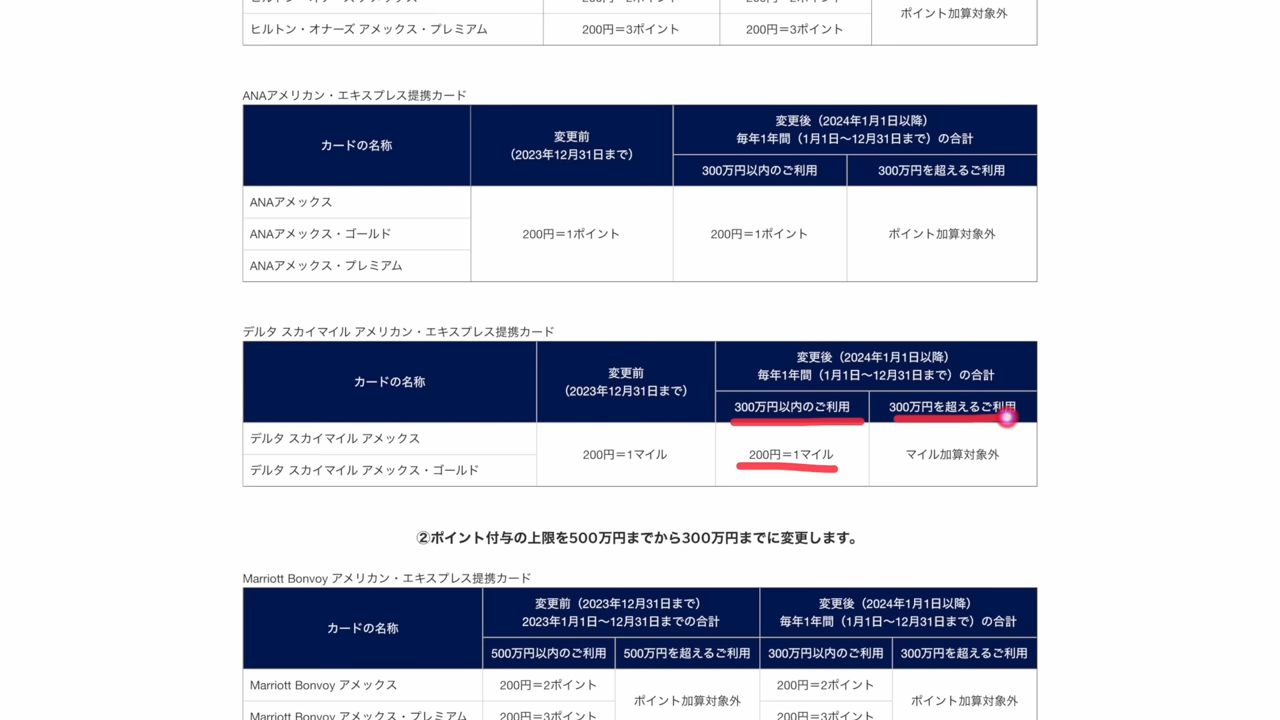 ポイント加算対象外
ヒルトン・オナーズ アメックス・プレミアム
200円＝3ポイント
200円＝3ポイント
ANAアメリカン・エキスプレス提携カード
カードの名称
変更前
（2023年12月31日まで）
変更後（2024年1月1日以降）
毎年1年間（1月1日〜12月31日まで）の合計
300万円以内のご利用
300万円を超えるご利用
ANAアメックス
ANAアメックス・ゴールド
ANAアメックス・プレミアム
200円＝1ポイント
200円＝1ポイント
ポイント加算対象外
デルタ スカイマイル アメリカン・エキスプレス提携カード
カードの名称
変更前
（2023年12月31日まで）
変更後（2024年1月1日以降）
毎年1年間（1月1日〜12月31日まで）の合計
300万円以内のご利用
300万円を超えるご利用
デルタ スカイマイル アメックス
デルタ スカイマイル アメックス・ゴールド
200円＝1マイル
200円＝1マイル
マイル加算対象外
②ポイント付与の上限を500万円までから300万円までに変更します。
Marriott Bonvoy アメリカン・エキスプレス提携カード
カードの名称
変更前（2023年12月31日まで）
2023年1月1日〜12月31日までの合計
変更後（2024年1月1日以降）
毎年1年間（1月1日〜12月31日まで）の合計
500万円以内のご利用
500万円を超えるご利用
300万円以内のご利用
300万円を超えるご利用
Marriott Bonvoy アメックス
200円＝2ポイント
ポイント加算対象外
200円＝2ポイント
ポイント加算対象外
Marriott Bonvoy アメックス・プレミアム
200円＝3ポイント
200円＝3ポイント